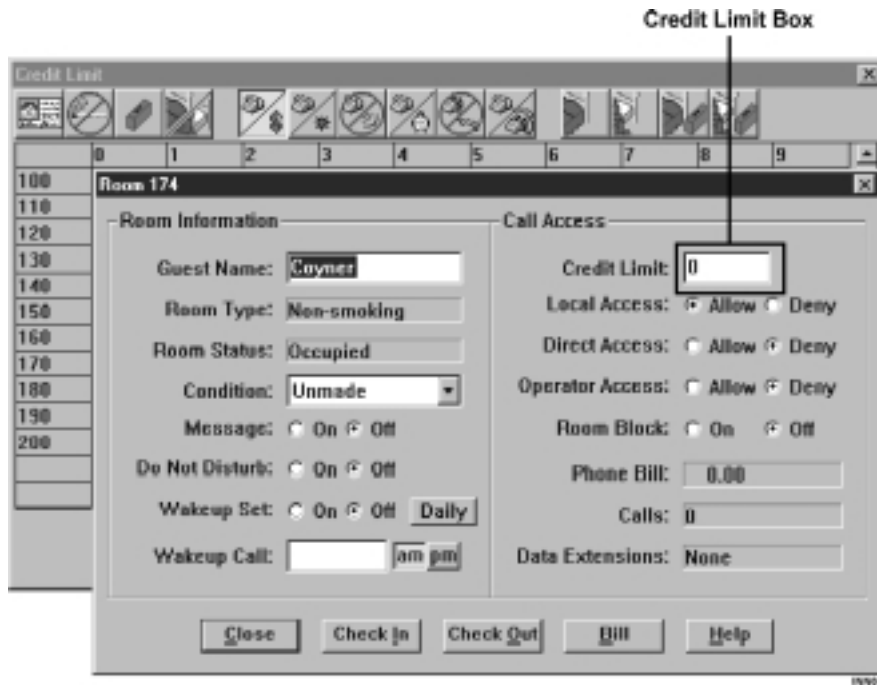 Credit Limit Box
Credit Limit
0 1 2 3 4 5 6 7 8 9
100
110
120
130
140
150
160
170
180
190
200
Room 174
Room Information
Guest Name: Coyner
Room Type: Non-smoking
Room Status: Occupied
Condition: Unmade
Message: On Off
Do Not Disturb: On Off
Wakeup Set: On Off Daily
Wakeup Call: am pm
Call Access
Credit Limit: 0
Local Access: Allow Deny
Direct Access: Allow Deny
Operator Access: Allow Deny
Room Block: On Off
Phone Bill: 0.00
Calls: 0
Data Extensions: None
Close Check In Check Out Bill Help